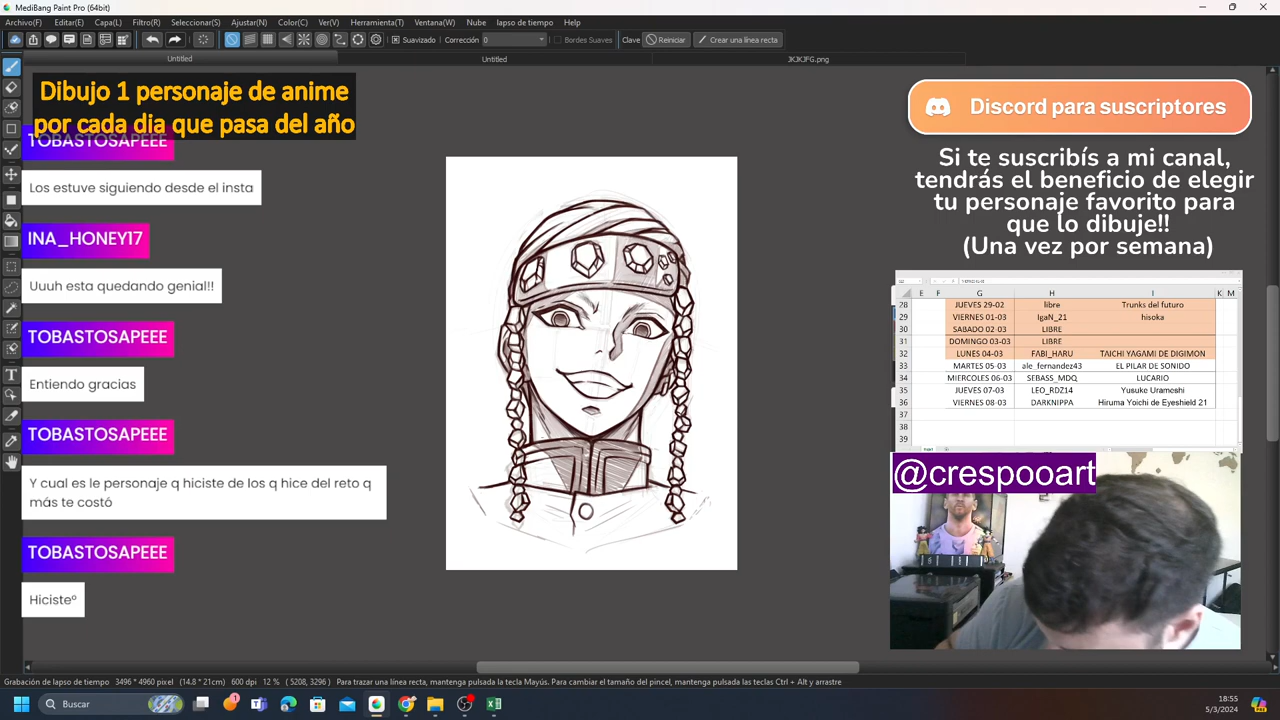 MediBang Paint Pro (64bit)
Archivo(F) Editar(E) Capa(L) Filtro(R) Seleccionar(S) Ajustar(N) Color(C) Ver(V) Herramienta(T) Ventana(W) Nube lapso de tiempo Help
Suavizado Corrección 0 Bordes Suaves Clave Reiniciar Crear una línea recta
Untitled Untitled JKJKJFG.png
Dibujo 1 personaje de anime
por cada dia que pasa del año
TOBASTOSAPEEE
Los estuve siguiendo desde el insta
INA_HONEY17
Uuuh esta quedando genial!!
TOBASTOSAPEEE
Entiendo gracias
TOBASTOSAPEEE
Y cual es le personaje q hiciste de los q hice del reto q
más te costó
TOBASTOSAPEEE
Hicisteº
Discord para suscriptores
Si te suscribís a mi canal,
tendrás el beneficio de elegir
tu personaje favorito para
que lo dibuje!!
(Una vez por semana)
E F G H I K M
28 JUEVES 29-02 libre Trunks del futuro
29 VIERNES 01-03 IgaN_21 hisoka
30 SABADO 02-03 LIBRE
31 DOMINGO 03-03 LIBRE
32 LUNES 04-03 FABI_HARU TAICHI YAGAMI DE DIGIMON
33 MARTES 05-03 ale_fernandez43 EL PILAR DE SONIDO
34 MIERCOLES 06-03 SEBASS_MDQ LUCARIO
35 JUEVES 07-03 LEO_RDZ14 Yusuke Urameshi
36 VIERNES 08-03 DARKNIPPA Hiruma Yoichi de Eyeshield 21
37
38
39
@crespooart
Grabación de lapso de tiempo 3496 * 4960 pixel (14.8 * 21cm) 600 dpi 12 % ( 5208, 3296 ) Para trazar una línea recta, mantenga pulsada la tecla Mayús. Para cambiar el tamaño del pincel, mantenga pulsadas las teclas Ctrl + Alt y arrastre
Buscar
18:55
5/3/2024